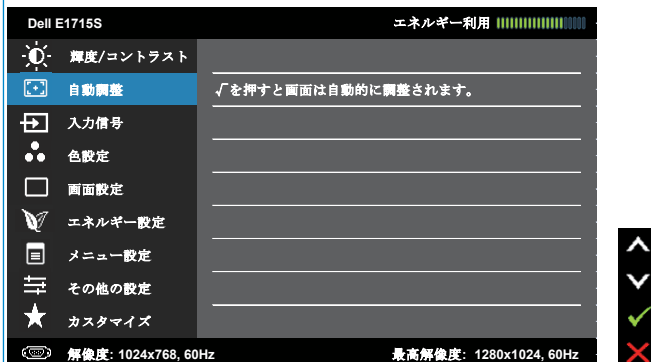 Dell E1715S エネルギー利用
輝度/コントラスト
自動調整 √を押すと画面は自動的に調整されます。
入力信号
色設定
画面設定
エネルギー設定
メニュー設定
その他の設定
カスタマイズ
解像度: 1024x768, 60Hz 最高解像度: 1280x1024, 60Hz